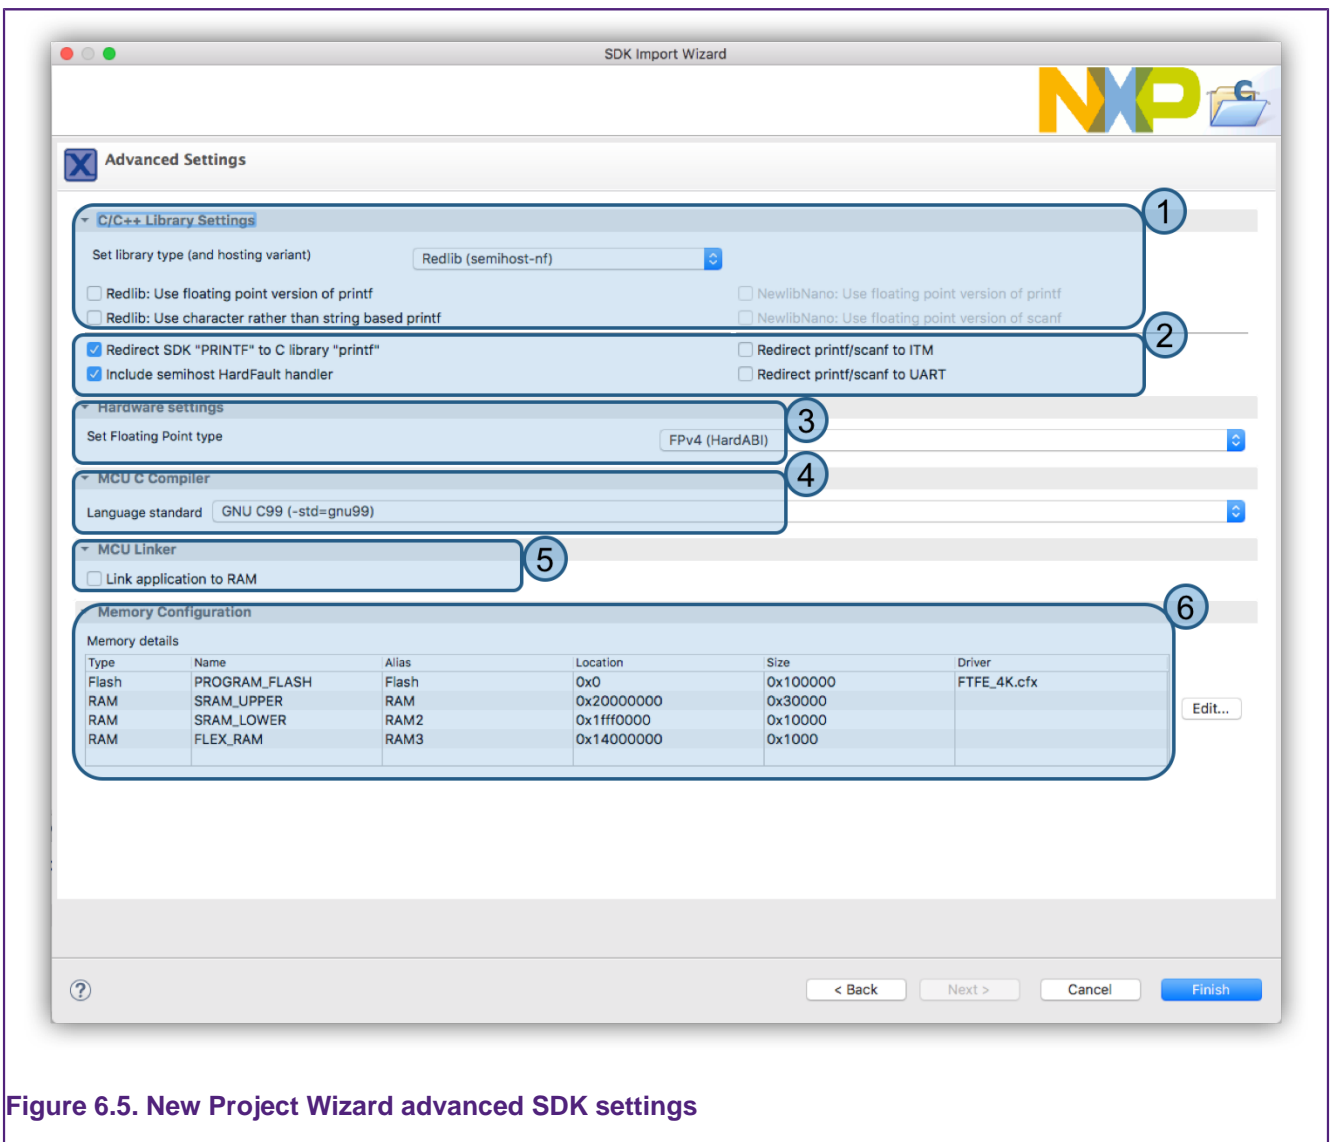 SDK Import Wizard
NXP
C
X Advanced Settings
1
C/C++ Library Settings
Set library type (and hosting variant) Redlib (semihost-nf)
Redlib: Use floating point version of printf NewlibNano: Use floating point version of printf
Redlib: Use character rather than string based printf NewlibNano: Use floating point version of scanf
2
Redirect SDK "PRINTF" to C library "printf" Redirect printf/scanf to ITM
Include semihost HardFault handler Redirect printf/scanf to UART
3
Hardware settings
Set Floating Point type FPv4 (HardABI)
4
MCU C Compiler
Language standard GNU C99 (-std=gnu99)
5
MCU Linker
Link application to RAM
6
Memory Configuration
Memory details
Type Name Alias Location Size Driver
Flash PROGRAM_FLASH Flash 0x0 0x100000 FTFE_4K.cfx
RAM SRAM_UPPER RAM 0x20000000 0x30000
RAM SRAM_LOWER RAM2 0x1fff0000 0x10000
RAM FLEX_RAM RAM3 0x14000000 0x1000
Edit...
? < Back Next > Cancel Finish
Figure 6.5. New Project Wizard advanced SDK settings